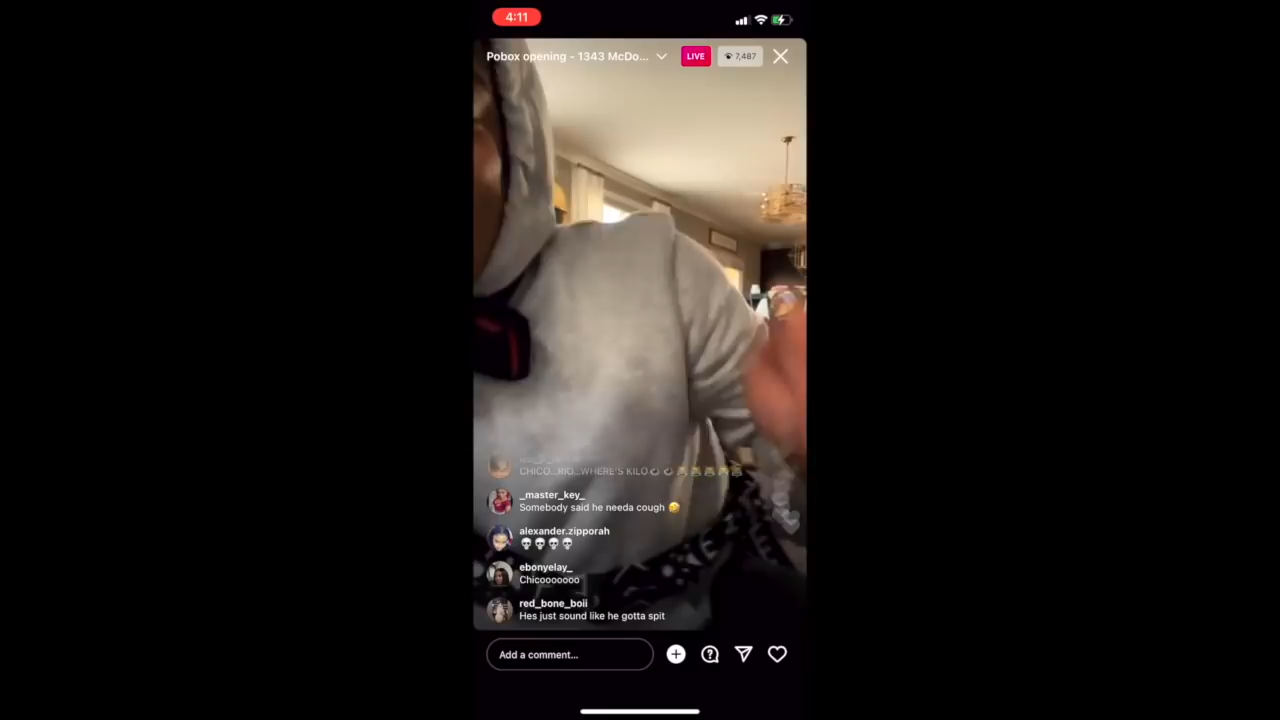 4:11
Pobox opening - 1343 McDo...
LIVE
7,487
CHICO...RIO...WHERE'S KILO
_master_key_
Somebody said he needa cough 🤣
alexander.zipporah
💀💀💀💀
ebonyelay_
Chicooooooo
red_bone_boii
Hes just sound like he gotta spit
Add a comment...